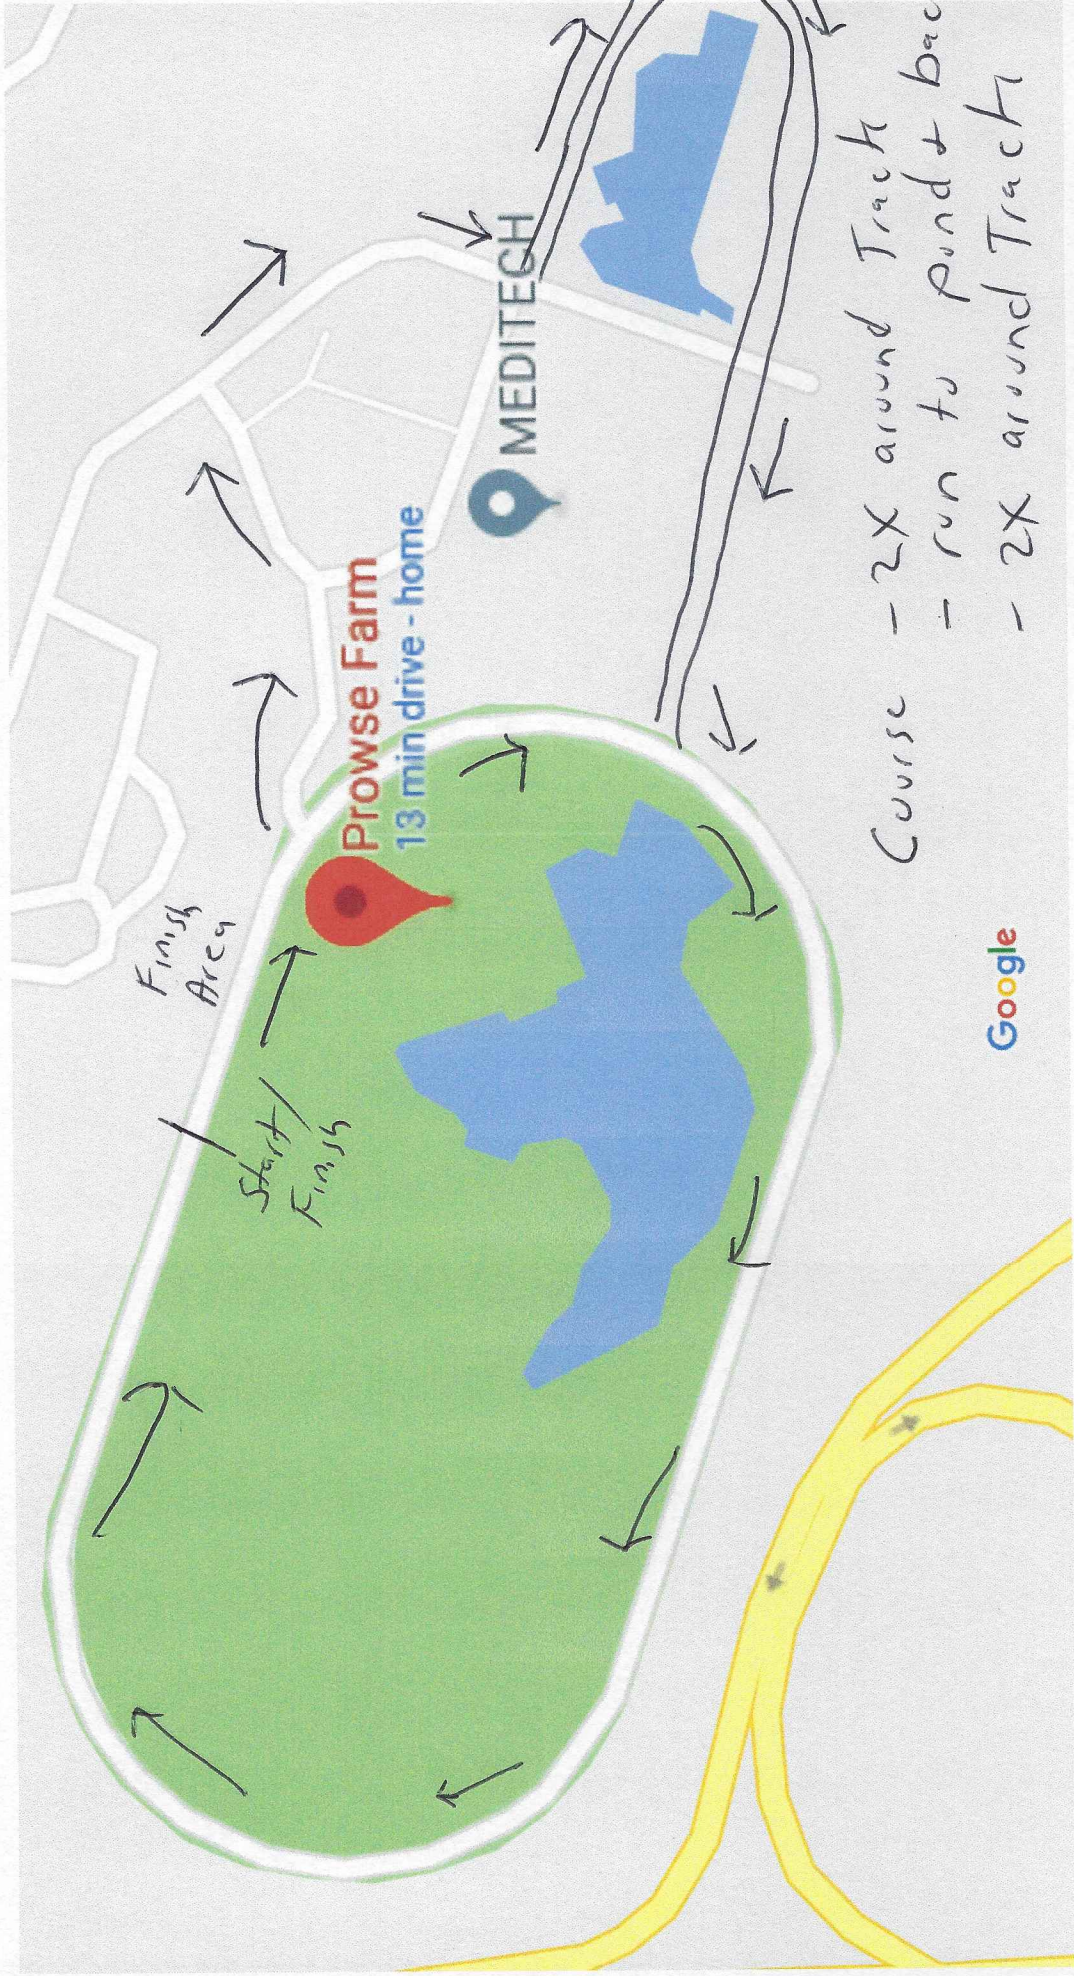 Finish
Area
Start/
Finish
Prowse Farm
13 min drive - home
MEDITECH
Course - 2X around Track
- run to pond + bac
- 2X around Track
Google